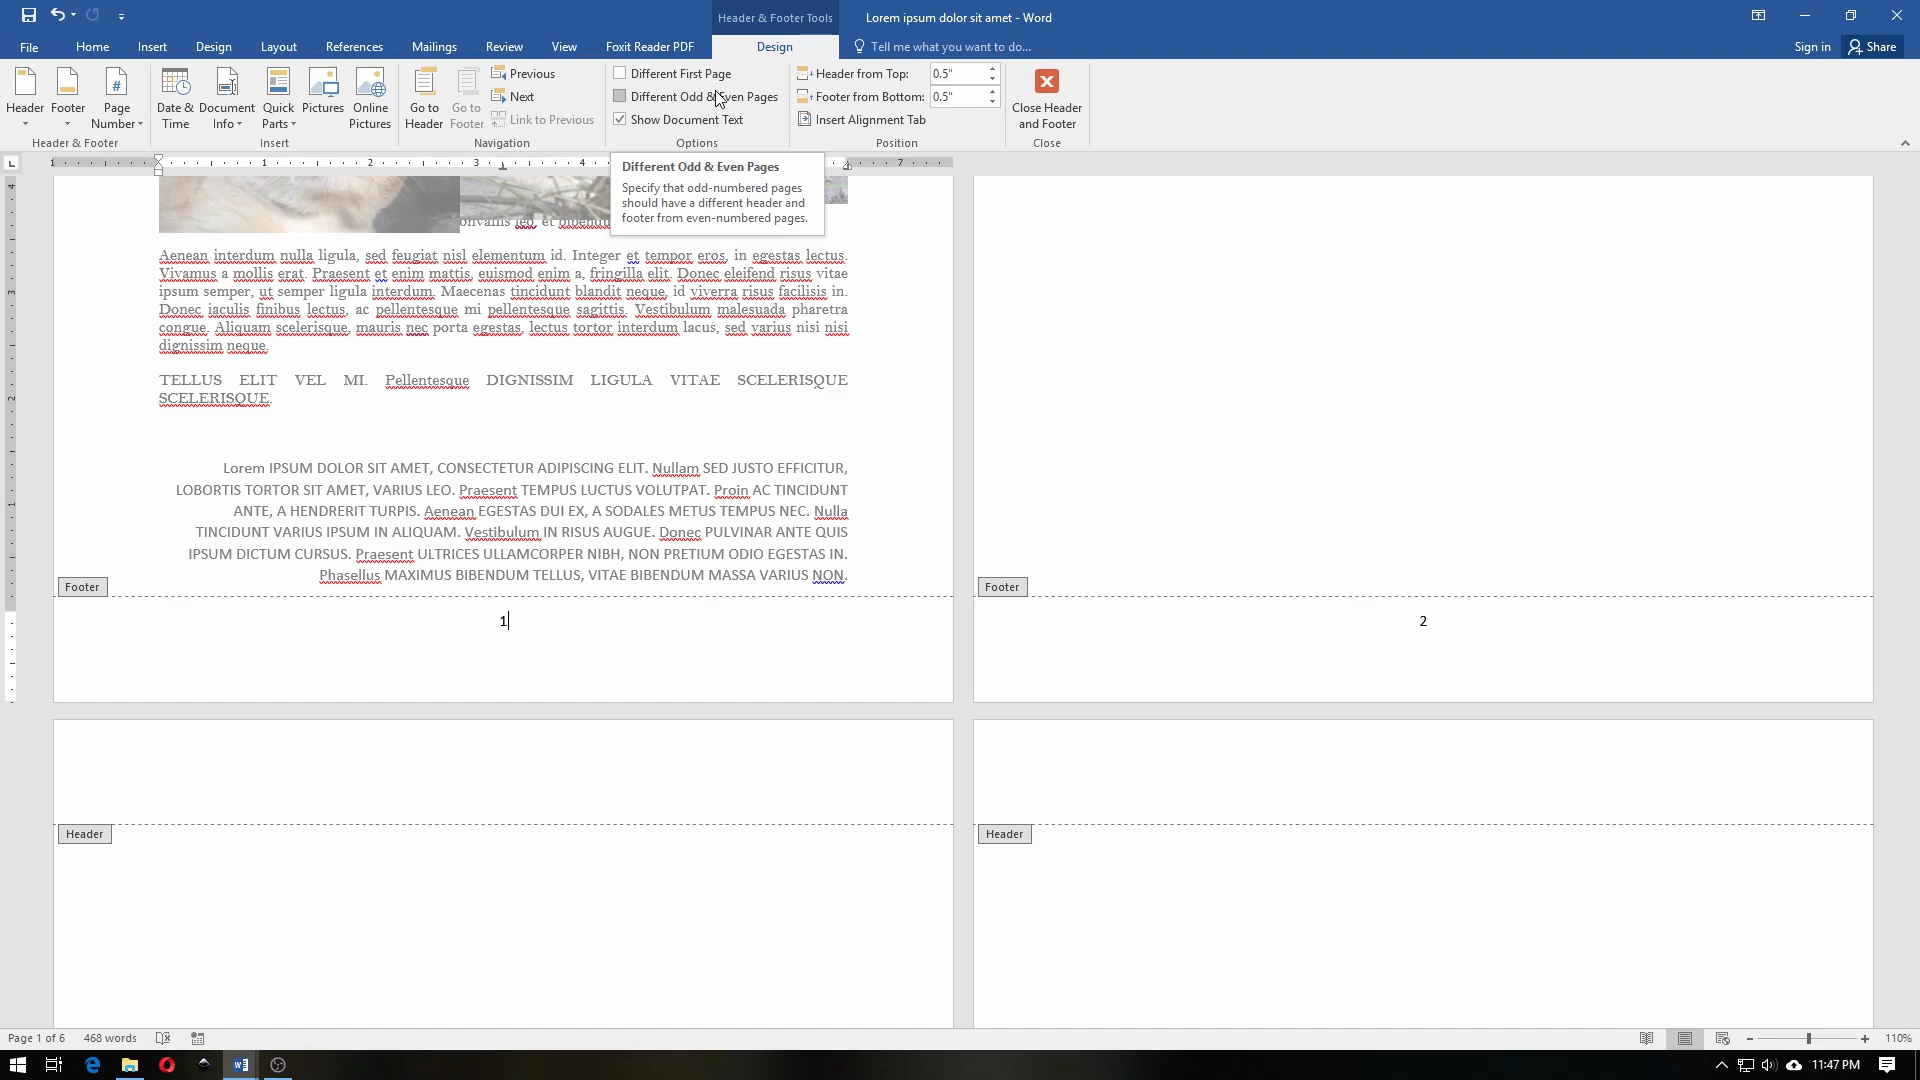 Header & Footer Tools
Lorem ipsum dolor sit amet - Word
File Home Insert Design Layout References Mailings Review View Foxit Reader PDF Design Tell me what you want to do... Sign in Share
Header
Footer
Page
Number
Header & Footer
Date &
Time
Document
Info
Quick
Parts
Pictures
Online
Pictures
Insert
Go to
Header
Go to
Footer
Previous
Next
Link to Previous
Navigation
Different First Page
Different Odd & Even Pages
Show Document Text
Options
Header from Top: 0.5"
Footer from Bottom: 0.5"
Insert Alignment Tab
Position
Close Header
and Footer
Close
1 1 2 3 4 7
Different Odd & Even Pages
Specify that odd-numbered pages
should have a different header and
footer from even-numbered pages.
leo, et
Aenean interdum nulla ligula, sed feugiat nisl elementum id. Integer et tempor eros, in egestas lectus.
Vivamus a mollis erat. Praesent et enim mattis, euismod enim a, fringilla elit. Donec eleifend risus vitae
ipsum semper, ut semper ligula interdum. Maecenas tincidunt blandit neque, id viverra risus facilisis in.
Donec iaculis finibus lectus, ac pellentesque mi pellentesque sagittis. Vestibulum malesuada pharetra
congue. Aliquam scelerisque, mauris nec porta egestas, lectus tortor interdum lacus, sed varius nisi nisi
dignissim neque.
TELLUS ELIT VEL MI. Pellentesque DIGNISSIM LIGULA VITAE SCELERISQUE
SCELERISQUE.
Lorem IPSUM DOLOR SIT AMET, CONSECTETUR ADIPISCING ELIT. Nullam SED JUSTO EFFICITUR,
LOBORTIS TORTOR SIT AMET, VARIUS LEO. Praesent TEMPUS LUCTUS VOLUTPAT. Proin AC TINCIDUNT
ANTE, A HENDRERIT TURPIS. Aenean EGESTAS DUI EX, A SODALES METUS TEMPUS NEC. Nulla
TINCIDUNT VARIUS IPSUM IN ALIQUAM. Vestibulum IN RISUS AUGUE. Donec PULVINAR ANTE QUIS
IPSUM DICTUM CURSUS. Praesent ULTRICES ULLAMCORPER NIBH, NON PRETIUM ODIO EGESTAS IN.
Phasellus MAXIMUS BIBENDUM TELLUS, VITAE BIBENDUM MASSA VARIUS NON.
Footer
1
Footer
2
Header
Header
4
3
2
1
Page 1 of 6 468 words
110%
11:47 PM